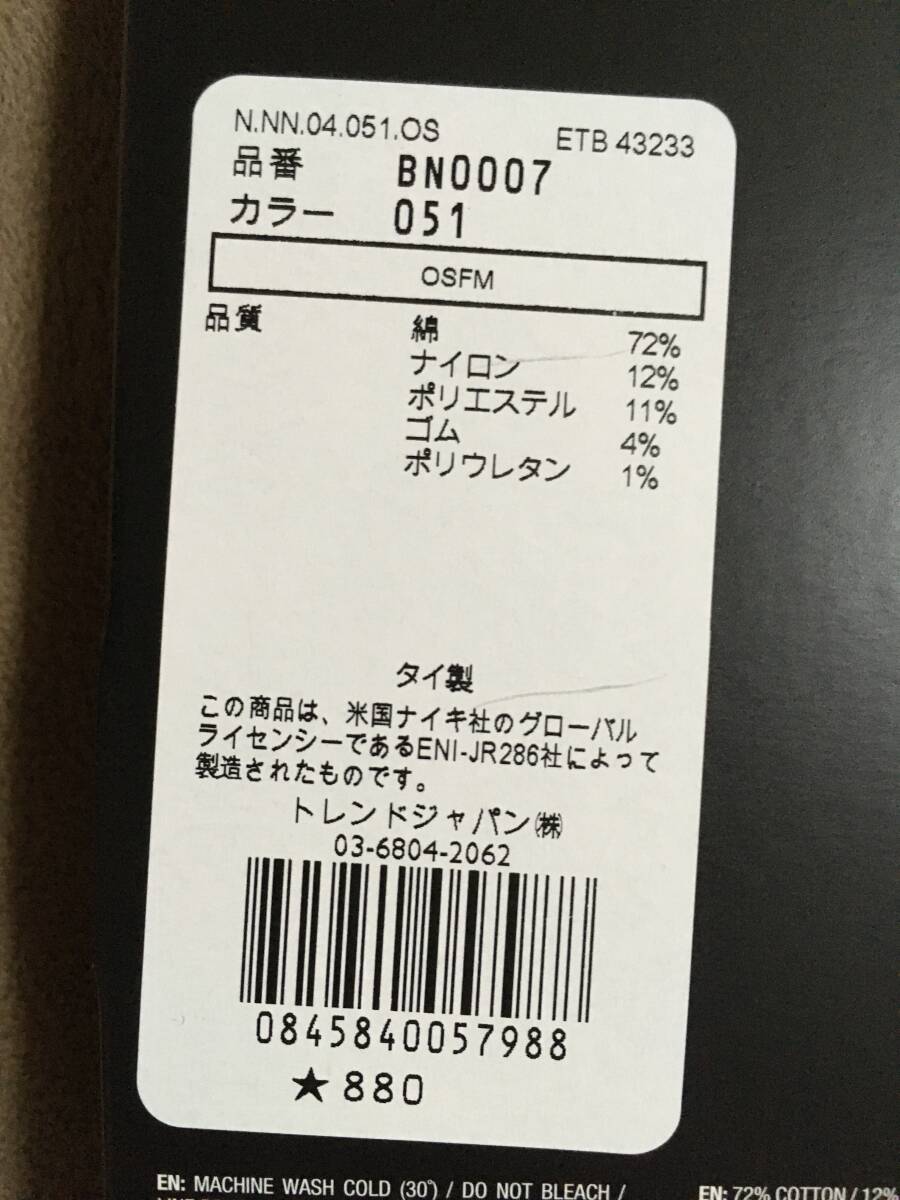 N.NN.04.051.OS ETB 43233
品番 BN0007
カラー 051
OSFM
品質 綿 72%
ナイロン 12%
ポリエステル 11%
ゴム 4%
ポリウレタン 1%
タイ製
この商品は、米国ナイキ社のグローバル
ライセンシーであるENI-JR286社によって
製造されたものです。
トレンドジャパン㈱
03-6804-2062
0845840057988
★880
EN: MACHINE WASH COLD (30°) / DO NOT BLEACH / EN: 72% COTTON / 12%